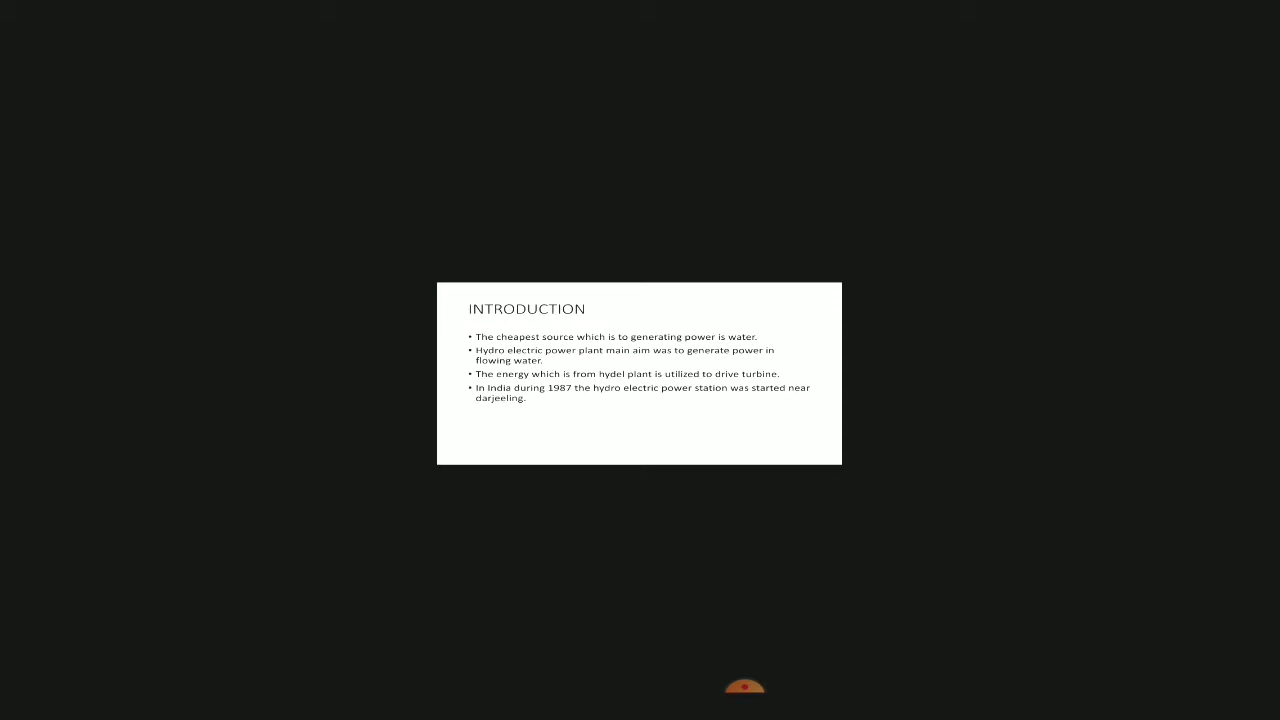 INTRODUCTION
• The cheapest source which is to generating power is water.
• Hydro electric power plant main aim was to generate power in
flowing water.
• The energy which is from hydel plant is utilized to drive turbine.
• In India during 1987 the hydro electric power station was started near
darjeeling.